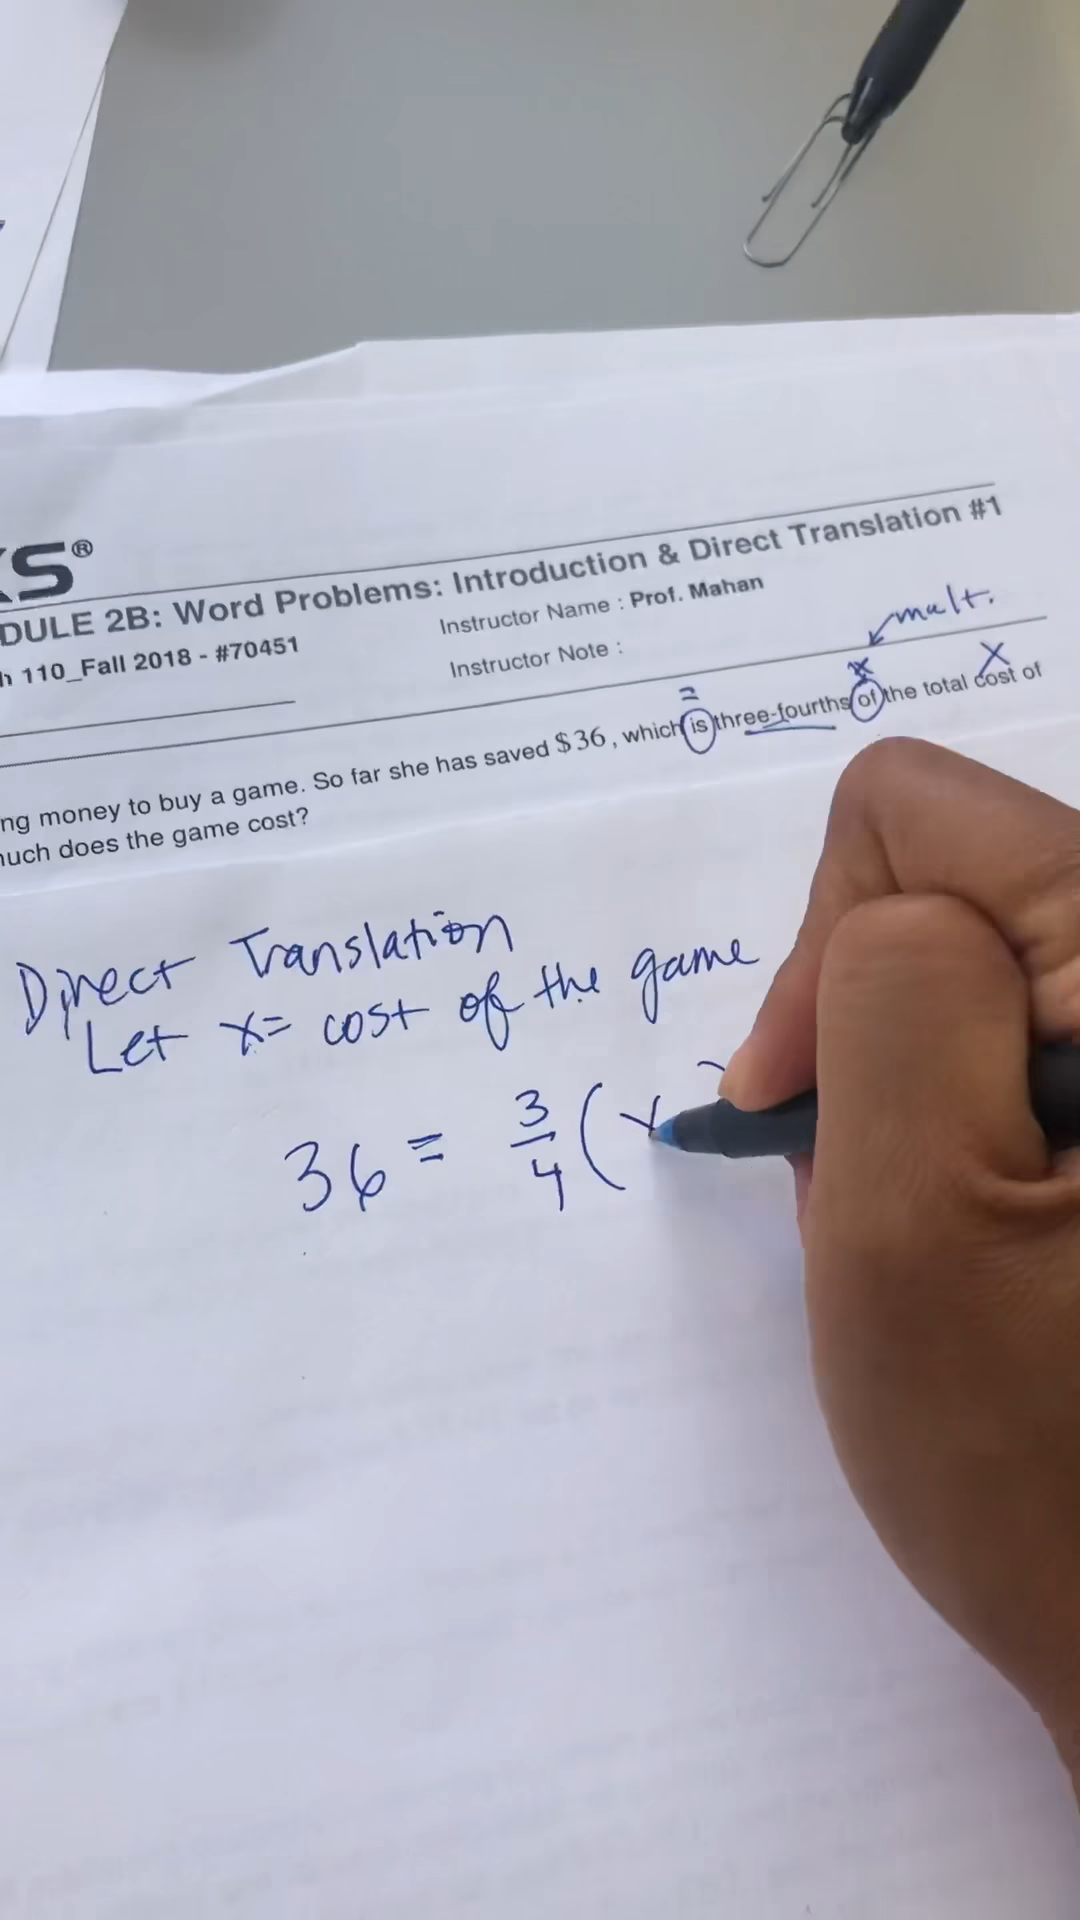 KS®
DULE 2B: Word Problems: Introduction & Direct Translation #1
h 110_Fall 2018 - #70451
Instructor Name : Prof. Mahan
Instructor Note :
mult.
= x X
ng money to buy a game. So far she has saved $36, which is three-fourths of the total cost of
much does the game cost?
Direct Translation
Let x= cost of the game
36 = 3/4 (x